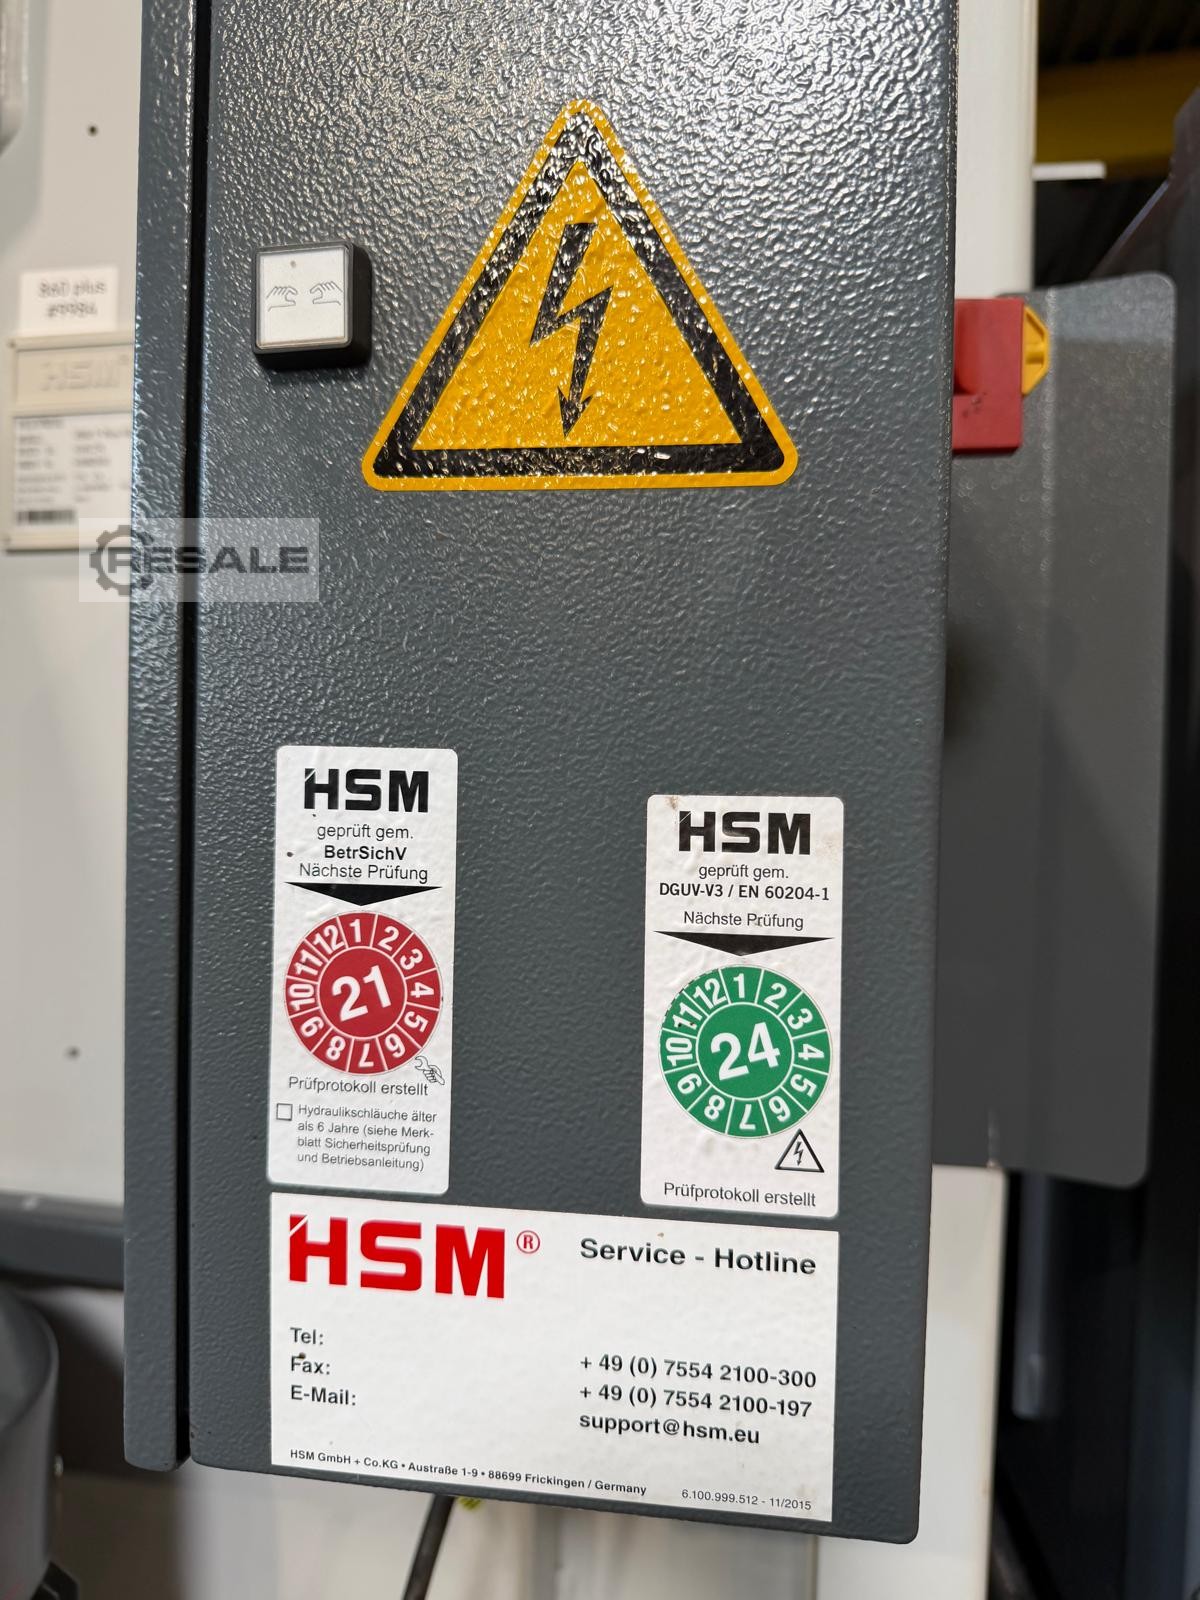 860 plus
#9984
HSM
RESALE
HSM
geprüft gem.
BetrSichV
Nächste Prüfung
1 2 3 4 5 6 7 8 9 10 11 12
21
Prüfprotokoll erstellt
Hydraulikschläuche älter
als 6 Jahre (siehe Merk-
blatt Sicherheitsprüfung
und Betriebsanleitung)
HSM
geprüft gem.
DGUV-V3 / EN 60204-1
Nächste Prüfung
1 2 3 4 5 6 7 8 9 10 11 12
24
Prüfprotokoll erstellt
HSM® Service - Hotline
Tel: + 49 (0) 7554 2100-300
Fax: + 49 (0) 7554 2100-197
E-Mail: support@hsm.eu
HSM GmbH + Co.KG • Austraße 1-9 • 88699 Frickingen / Germany
6.100.999.512 - 11/2015